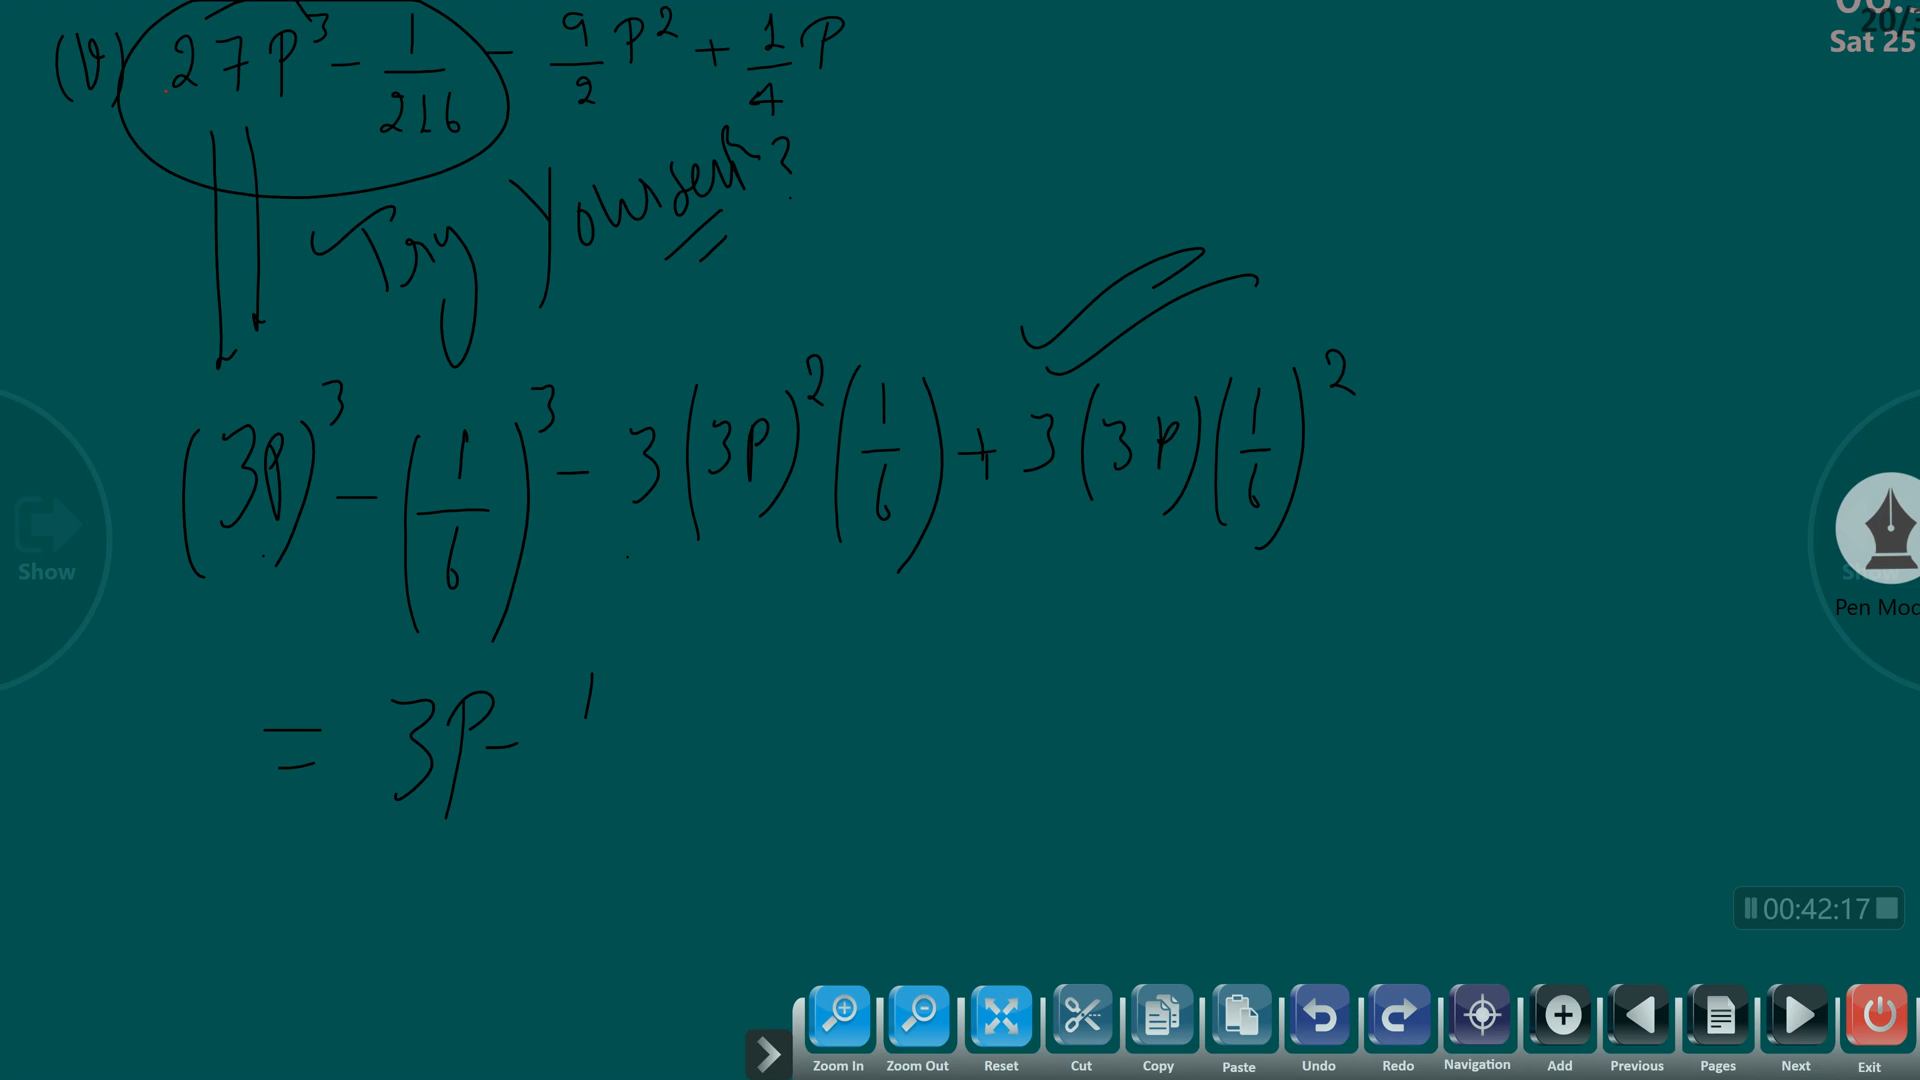 (V) 27P³ - 1/216 - 9/2 P² + 1/4 P
Try Yourself?
(3P)³ - (1/6)³ - 3(3P)²(1/6) + 3(3P)(1/6)²
= 3P - 1
20/
Sat 25
Show
Pen Mod
00:42:17
Zoom In Zoom Out Reset Cut Copy Paste Undo Redo Navigation Add Previous Pages Next Exit